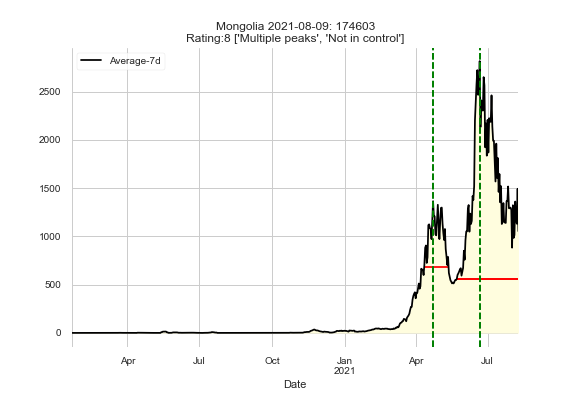 Mongolia 2021-08-09: 174603
Rating:8 ['Multiple peaks', 'Not in control']
Average-7d
2500
2000
1500
1000
500
0
Apr Jul Oct Jan Apr Jul
2021
Date